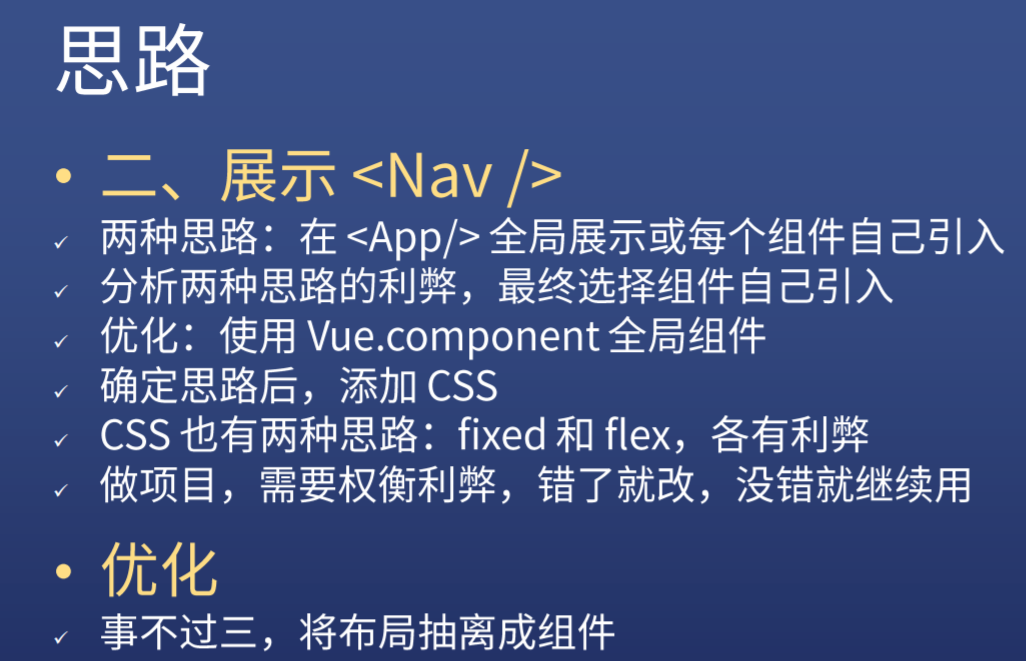 思路
• 二、展示 <Nav />
✓ 两种思路：在 <App/> 全局展示或每个组件自己引入
✓ 分析两种思路的利弊，最终选择组件自己引入
✓ 优化：使用 Vue.component 全局组件
✓ 确定思路后，添加 CSS
✓ CSS 也有两种思路：fixed 和 flex，各有利弊
✓ 做项目，需要权衡利弊，错了就改，没错就继续用
• 优化
✓ 事不过三，将布局抽离成组件